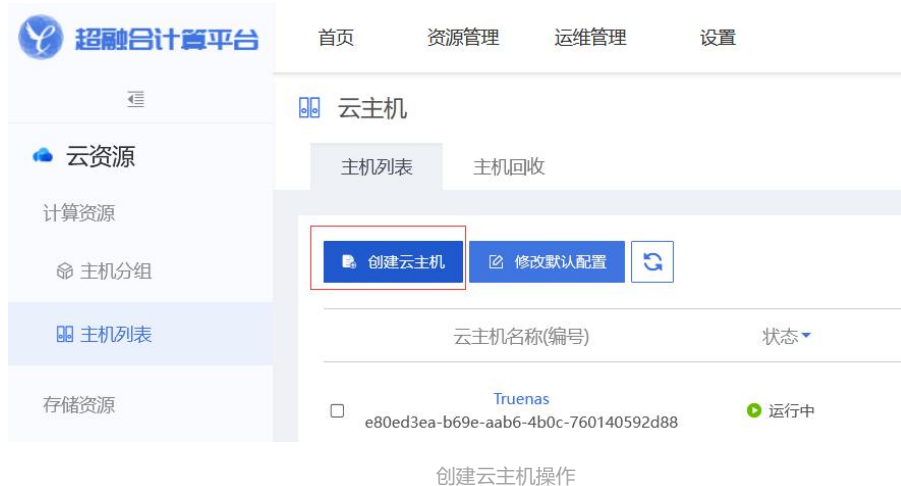 超融合计算平台
首页 资源管理 运维管理 设置
云主机
云资源
主机列表 主机回收
计算资源
创建云主机 修改默认配置
主机分组
主机列表
云主机名称(编号) 状态
存储资源
Truenas
e80ed3ea-b69e-aab6-4b0c-760140592d88 运行中
创建云主机操作